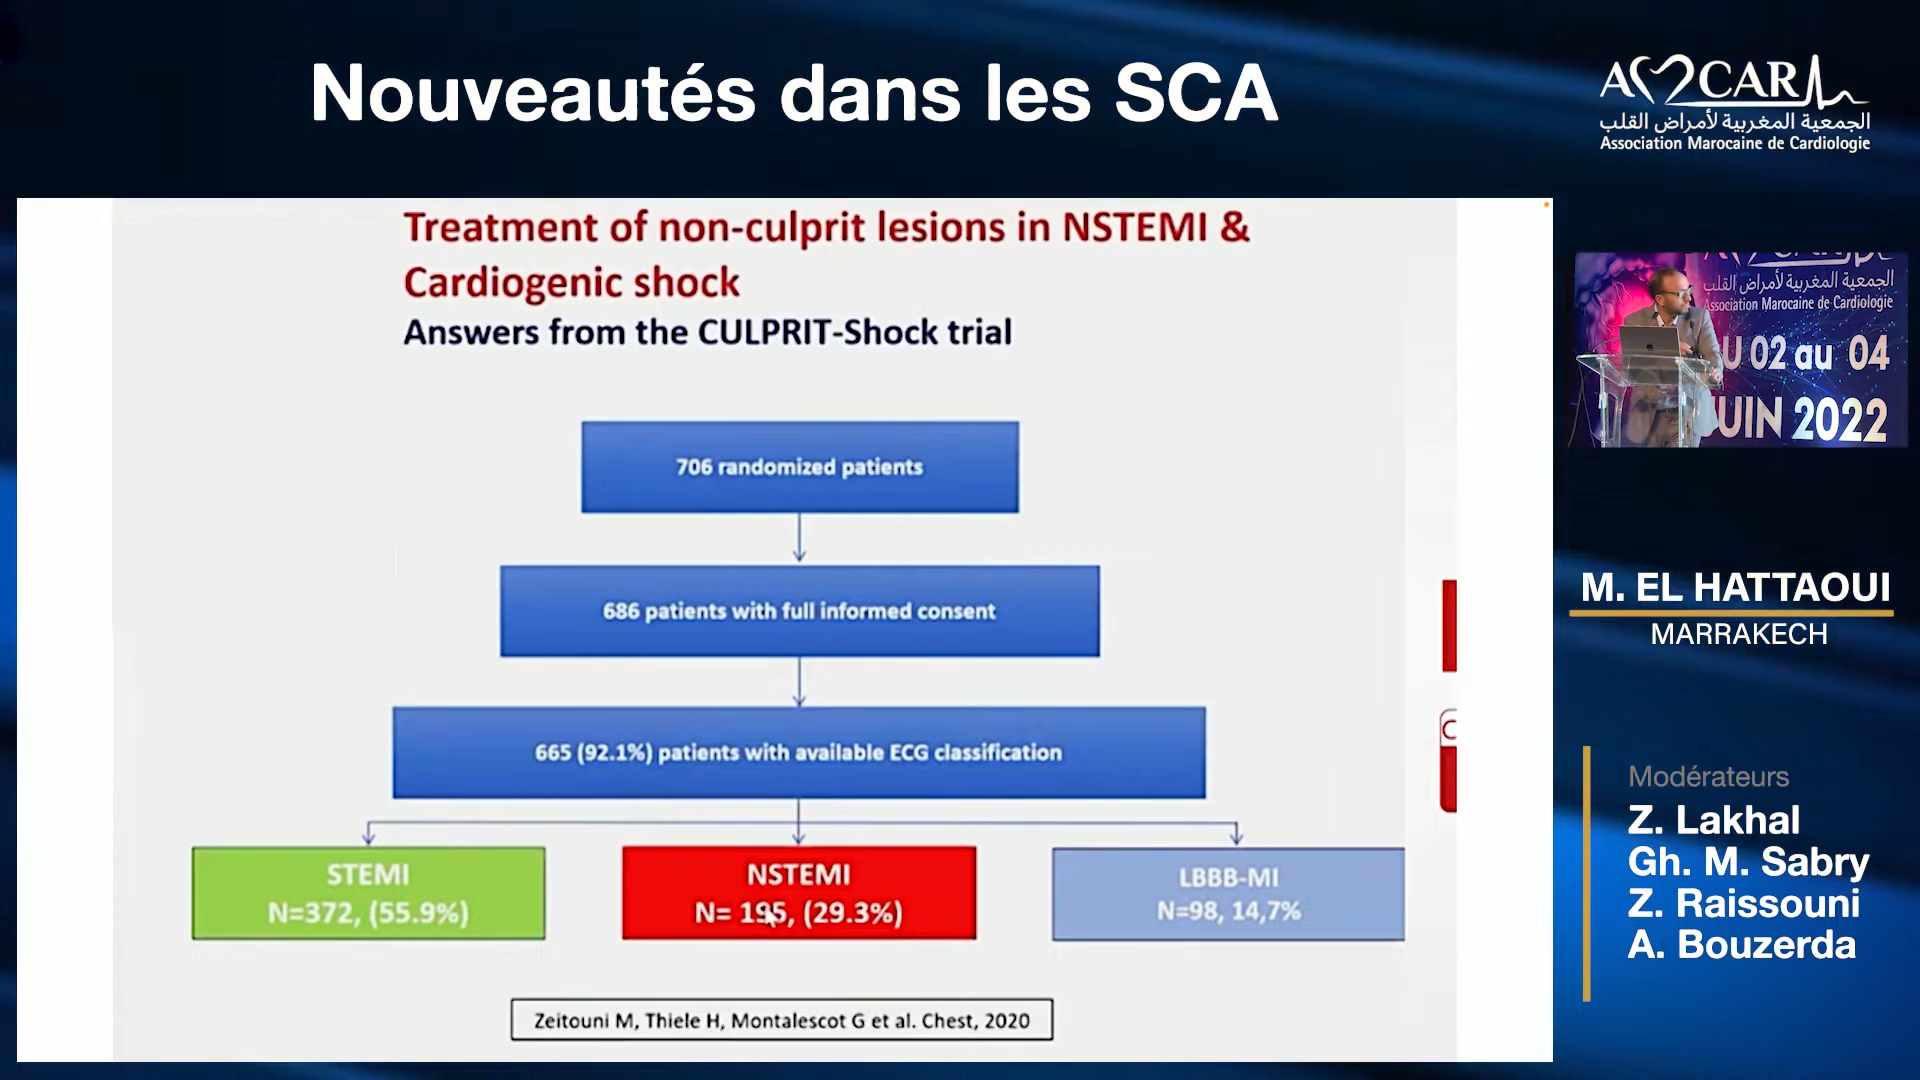 Nouveautés dans les SCA
AM2CAR
الجمعية المغربية لأمراض القلب
Association Marocaine de Cardiologie
Treatment of non-culprit lesions in NSTEMI &
Cardiogenic shock
Answers from the CULPRIT-Shock trial
706 randomized patients
686 patients with full informed consent
665 (92.1%) patients with available ECG classification
STEMI
N=372, (55.9%)
NSTEMI
N= 195, (29.3%)
LBBB-MI
N=98, 14,7%
Zeitouni M, Thiele H, Montalescot G et al. Chest, 2020
الجمعية المغربية لأمراض القلب
Association Marocaine de Cardiologie
U 02 au 04
UIN 2022
M. EL HATTAOUI
MARRAKECH
Modérateurs
Z. Lakhal
Gh. M. Sabry
Z. Raissouni
A. Bouzerda